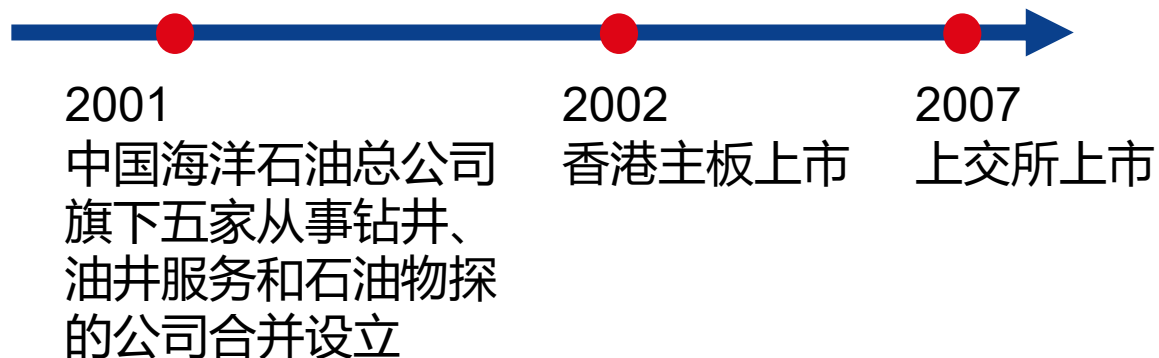 2001
中国海洋石油总公司
旗下五家从事钻井、
油井服务和石油物探
的公司合并设立
2002
香港主板上市
2007
上交所上市